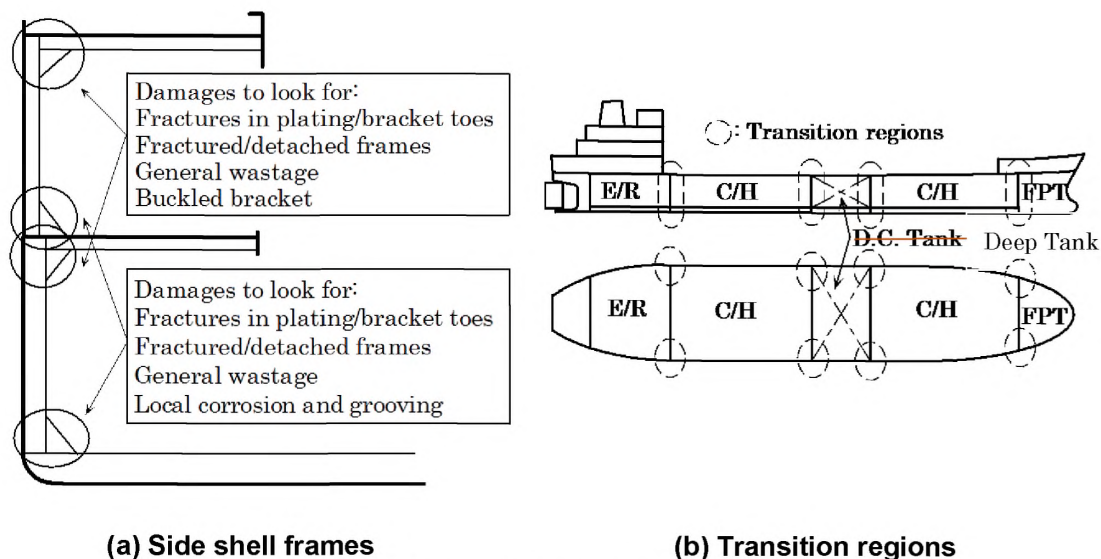 Damages to look for:
Fractures in plating/bracket toes
Fractured/detached frames
General wastage
Buckled bracket
Damages to look for:
Fractures in plating/bracket toes
Fractured/detached frames
General wastage
Local corrosion and grooving
(a) Side shell frames
: Transition regions
E/R C/H C/H FPT
D.C. Tank Deep Tank
E/R C/H C/H FPT
(b) Transition regions